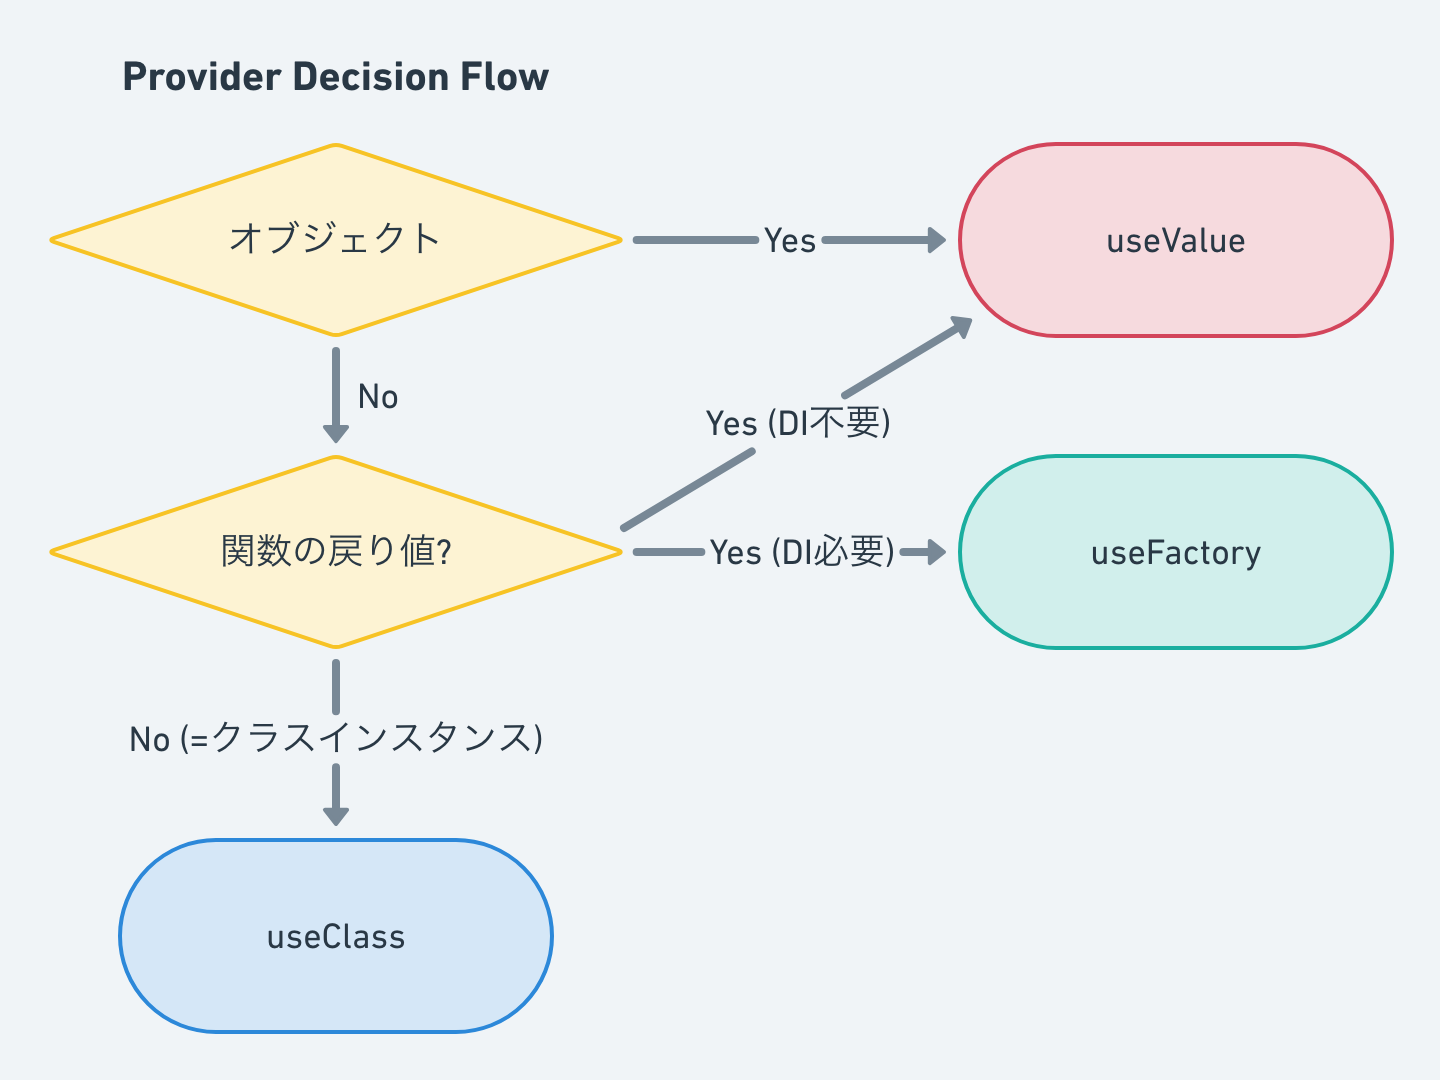 Provider Decision Flow
オブジェクト
Yes
useValue
No
Yes (DI不要)
関数の戻り値?
Yes (DI必要)
useFactory
No (=クラスインスタンス)
useClass